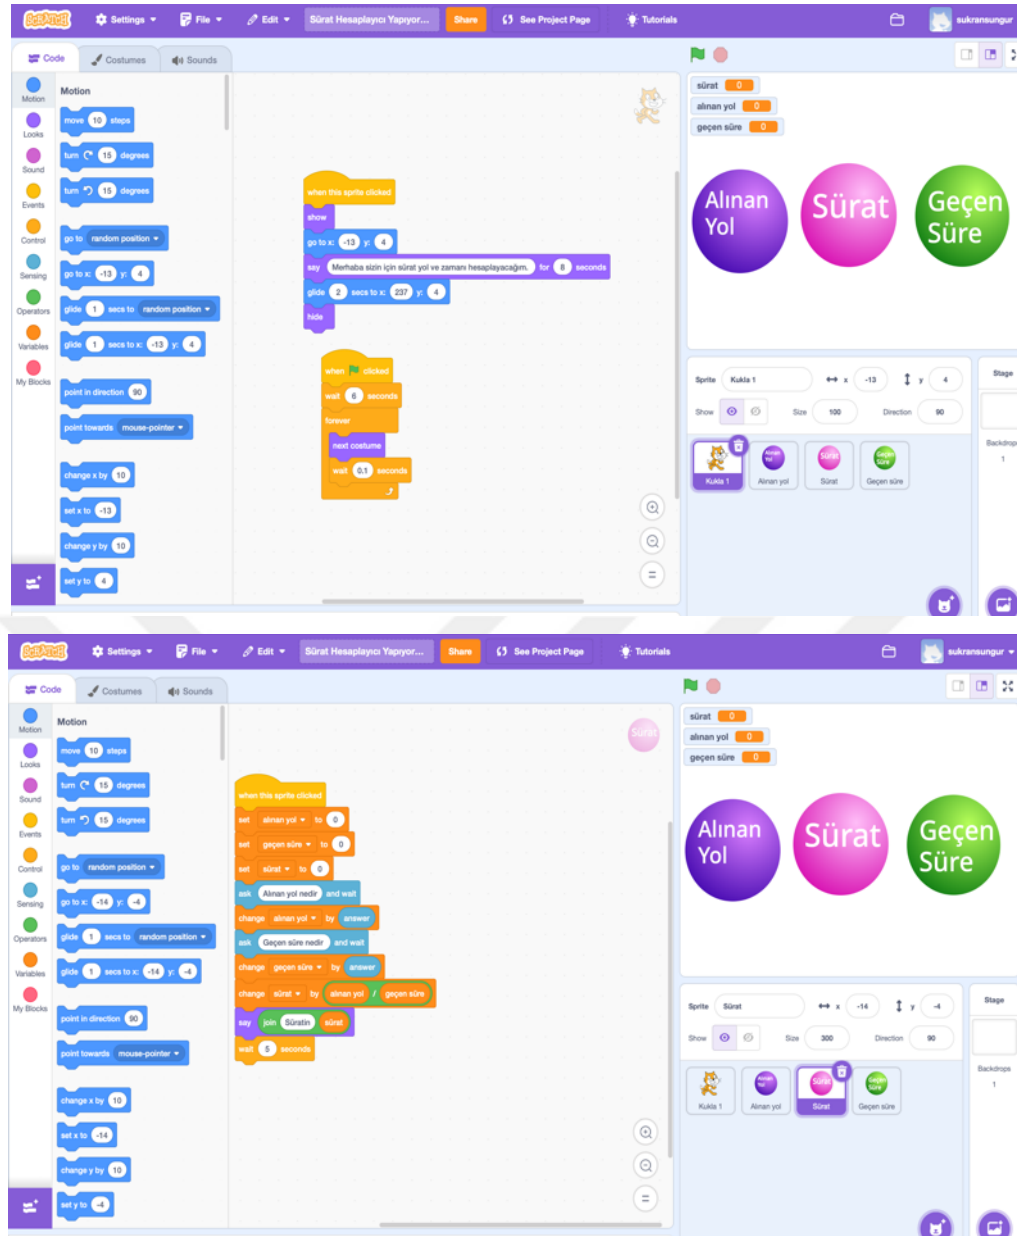 SCRATCH Settings File Edit Sürat Hesaplayıcı Yapıyor... Share See Project Page Tutorials sukransungur
Code Costumes Sounds
Motion
Looks
Sound
Events
Control
Sensing
Operators
Variables
My Blocks
Motion
move 10 steps
turn 15 degrees
turn 15 degrees
go to random position
go to x: -13 y: 4
glide 1 secs to random position
glide 1 secs to x: -13 y: 4
point in direction 90
point towards mouse-pointer
change x by 10
set x to -13
change y by 10
set y to 4
when this sprite clicked
show
go to x: -13 y: 4
say Merhaba sizin için sürat yol ve zamanı hesaplayacağım. for 8 seconds
glide 2 secs to x: 237 y: 4
hide
when clicked
wait 6 seconds
forever
next costume
wait 0.1 seconds
sürat 0
alınan yol 0
geçen süre 0
Alınan
Yol
Sürat
Geçen
Süre
Sprite Kukla 1 x -13 y 4
Show Size 100 Direction 90
Kukla 1 Alınan yol Sürat Geçen süre
Stage
Backdrop
1
SCRATCH Settings File Edit Sürat Hesaplayıcı Yapıyor... Share See Project Page Tutorials sukransungur
Code Costumes Sounds
Motion
Looks
Sound
Events
Control
Sensing
Operators
Variables
My Blocks
Motion
move 10 steps
turn 15 degrees
turn 15 degrees
go to random position
go to x: -14 y: -4
glide 1 secs to random position
glide 1 secs to x: -14 y: -4
point in direction 90
point towards mouse-pointer
change x by 10
set x to -14
change y by 10
set y to -4
Sürat
when this sprite clicked
set alınan yol to 0
set geçen süre to 0
set sürat to 0
ask Alınan yol nedir and wait
change alınan yol by answer
ask Geçen süre nedir and wait
change geçen süre by answer
change sürat by alınan yol / geçen süre
say join Süratin sürat
wait 5 seconds
sürat 0
alınan yol 0
geçen süre 0
Alınan
Yol
Sürat
Geçen
Süre
Sprite Sürat x -14 y -4
Show Size 300 Direction 90
Kukla 1 Alınan yol Sürat Geçen süre
Stage
Backdrops
1